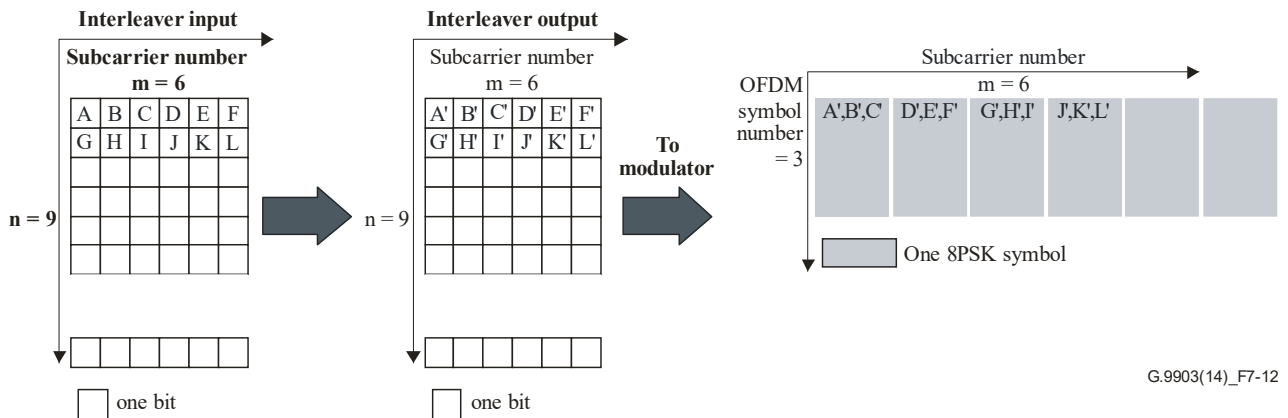 Interleaver input
Subcarrier number
m = 6
A B C D E F
G H I J K L
n = 9
one bit
Interleaver output
Subcarrier number
m = 6
A' B' C' D' E' F'
G' H' I' J' K' L'
n = 9
one bit
To
modulator
Subcarrier number
m = 6
OFDM
symbol
number
= 3
A',B',C' D',E',F' G',H',I' J',K',L'
One 8PSK symbol
G.9903(14)_F7-12